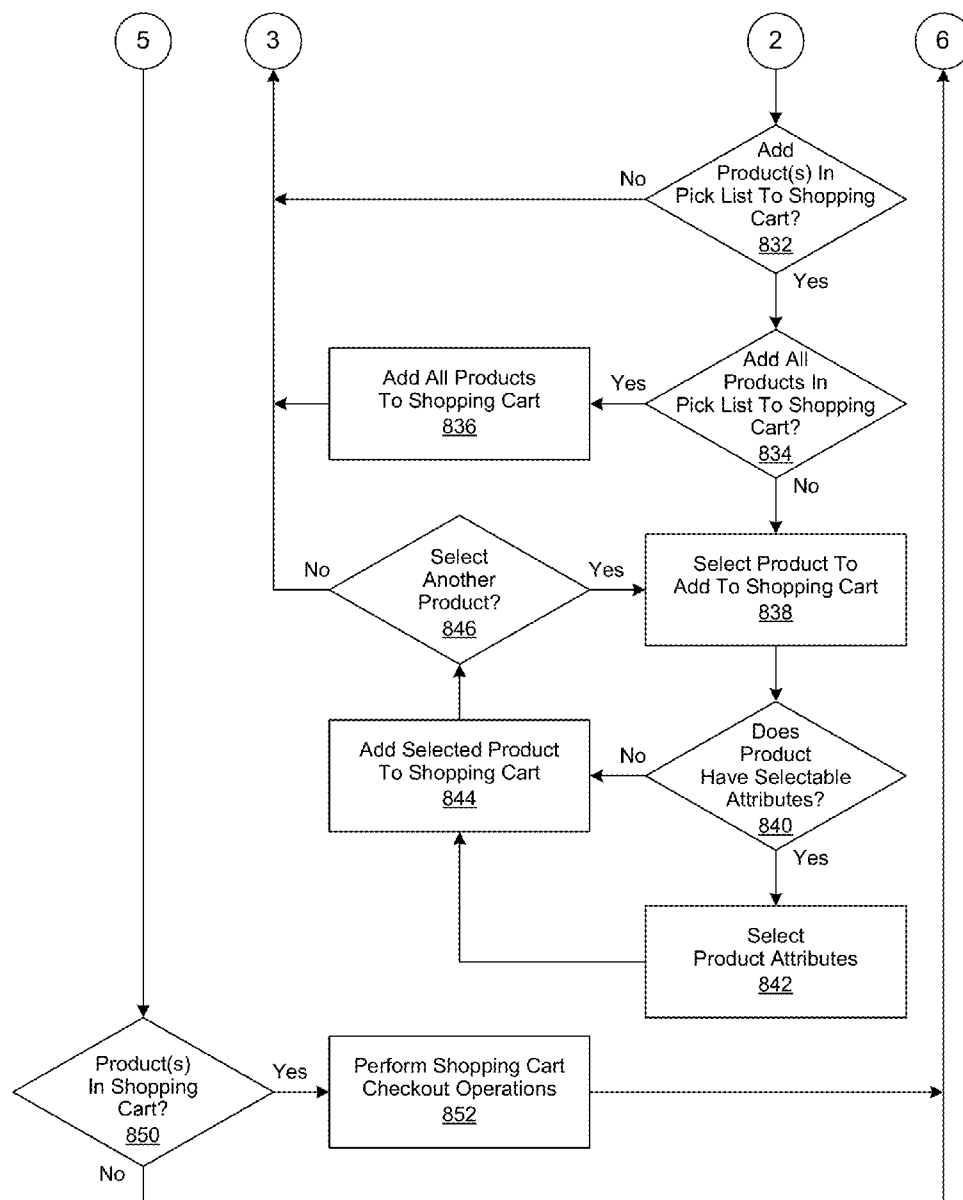 5
3
2
6
Add
Product(s) In
Pick List To Shopping
Cart?
832
No
Yes
Add All
Products In
Pick List To Shopping
Cart?
834
Yes
No
Add All Products
To Shopping Cart
836
Select
Another
Product?
846
No
Yes
Select Product To
Add To Shopping Cart
838
Does
Product
Have Selectable
Attributes?
840
No
Yes
Add Selected Product
To Shopping Cart
844
Select
Product Attributes
842
Product(s)
In Shopping
Cart?
850
Yes
No
Perform Shopping Cart
Checkout Operations
852